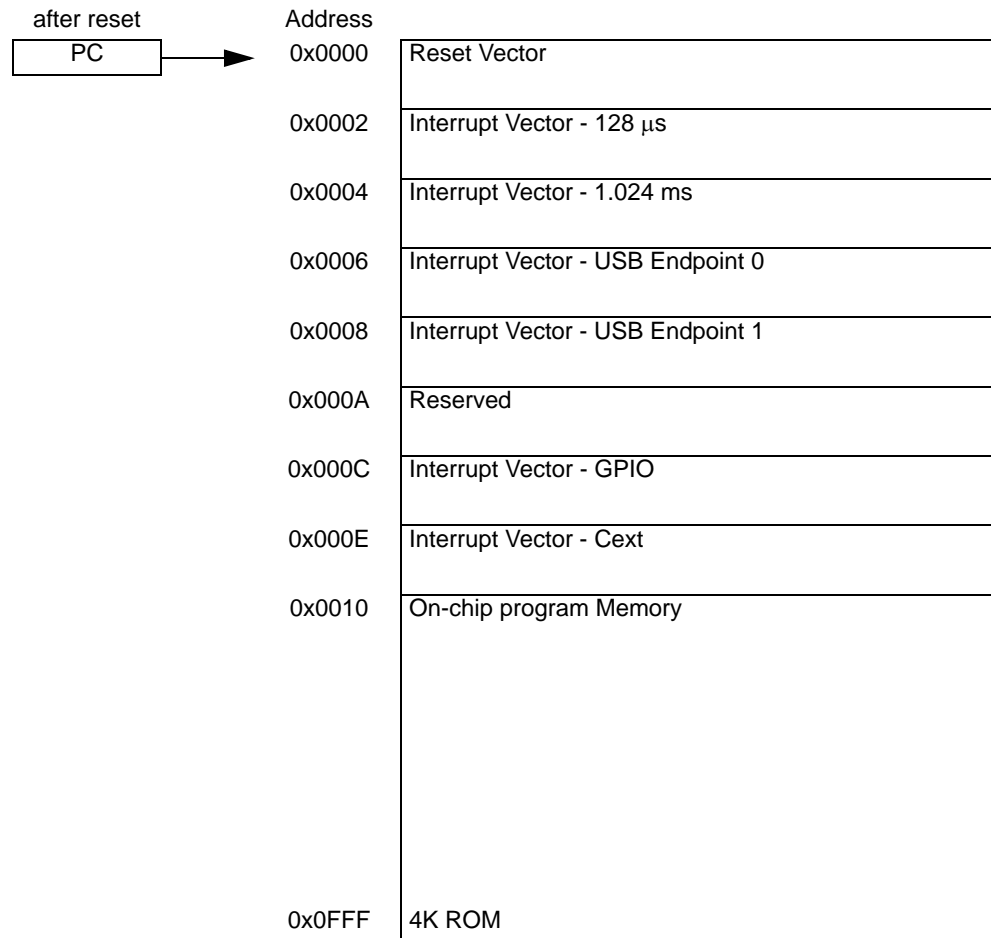 after reset Address
PC 0x0000 Reset Vector
0x0002 Interrupt Vector - 128 μs
0x0004 Interrupt Vector - 1.024 ms
0x0006 Interrupt Vector - USB Endpoint 0
0x0008 Interrupt Vector - USB Endpoint 1
0x000A Reserved
0x000C Interrupt Vector - GPIO
0x000E Interrupt Vector - Cext
0x0010 On-chip program Memory
0x0FFF 4K ROM